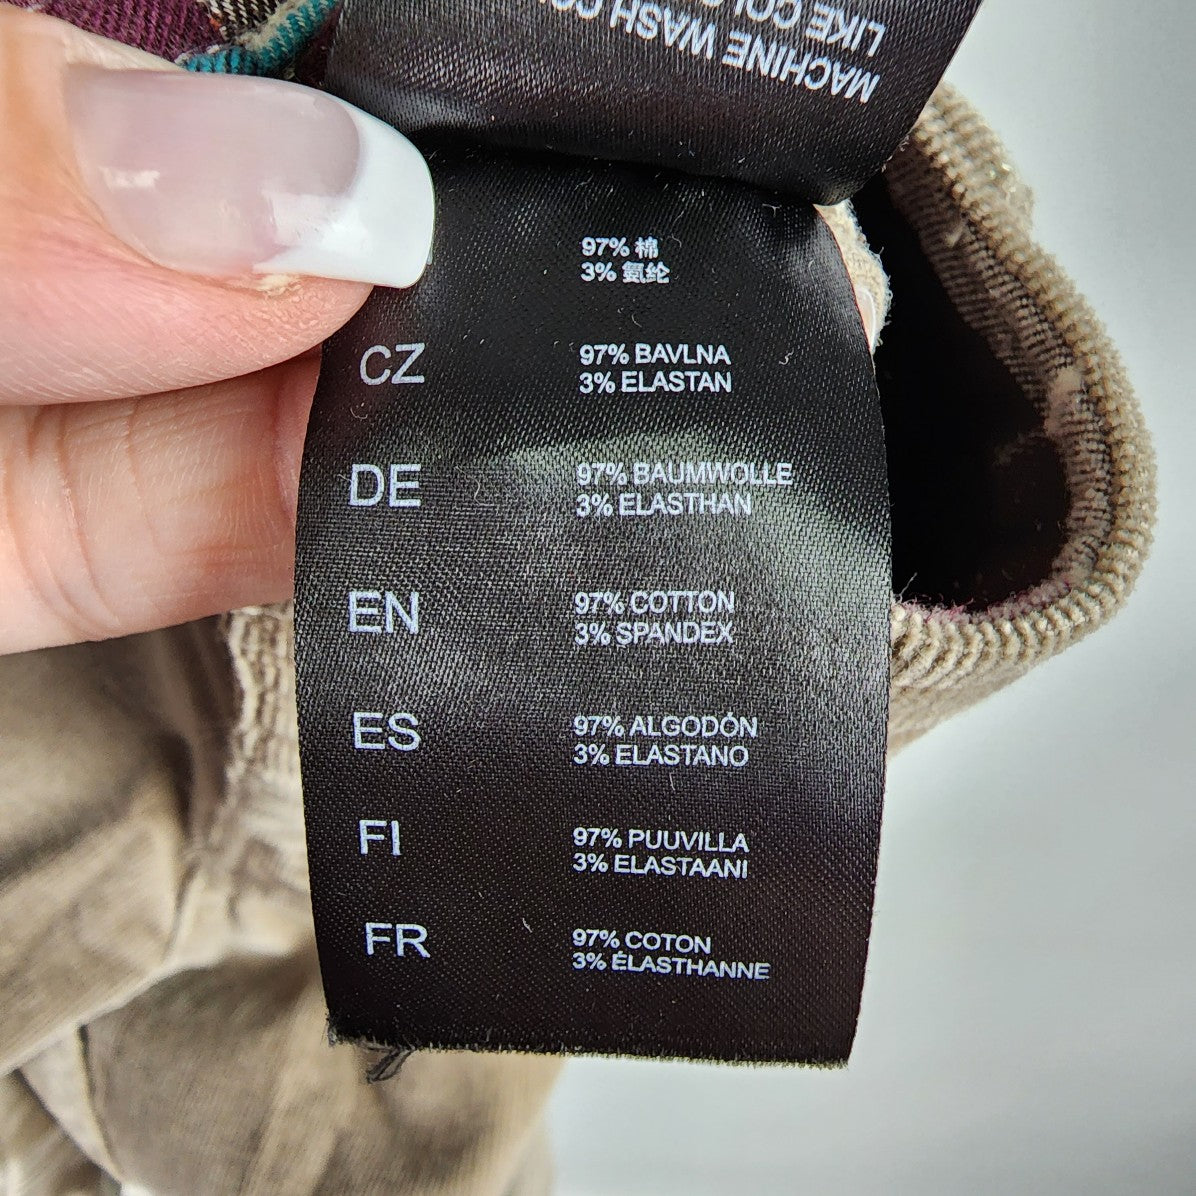 MACHINE WASH
LIKE
97% 棉
3% 氨纶
CZ
97% BAVLNA
3% ELASTAN
DE
97% BAUMWOLLE
3% ELASTHAN
EN
97% COTTON
3% SPANDEX
ES
97% ALGODÓN
3% ELASTANO
FI
97% PUUVILLA
3% ELASTAANI
FR
97% COTON
3% ÉLASTHANNE